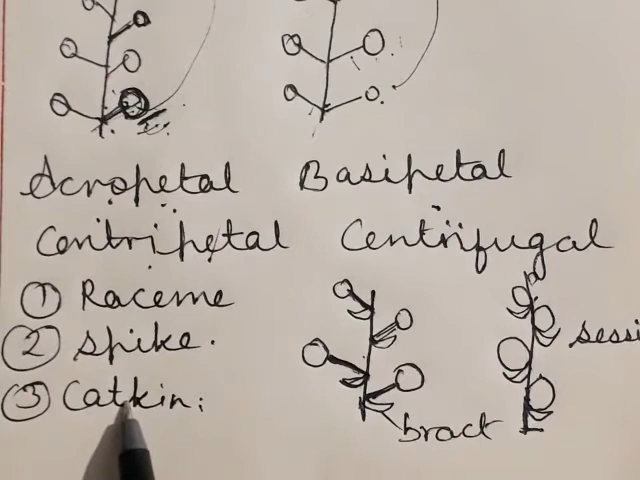 Acropetal Basipetal
Centripetal Centrifugal
① Raceme
② Spike.
③ Catkin;
sessi
bract